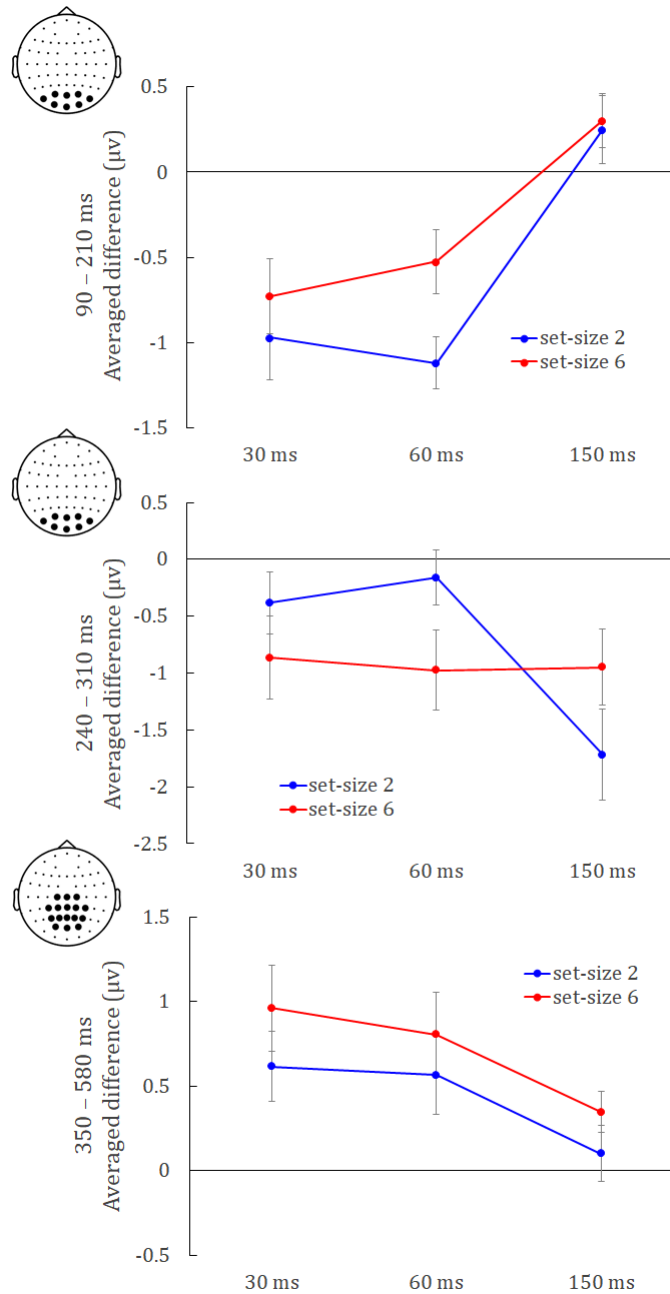 90 – 210 ms
Averaged difference (μv)
0.5
0
-0.5
-1
-1.5
set-size 2
set-size 6
30 ms 60 ms 150 ms
240 – 310 ms
Averaged difference (μv)
0.5
0
-0.5
-1
-1.5
-2
-2.5
set-size 2
set-size 6
30 ms 60 ms 150 ms
350 – 580 ms
Averaged difference (μv)
1.5
1
0.5
0
-0.5
set-size 2
set-size 6
30 ms 60 ms 150 ms